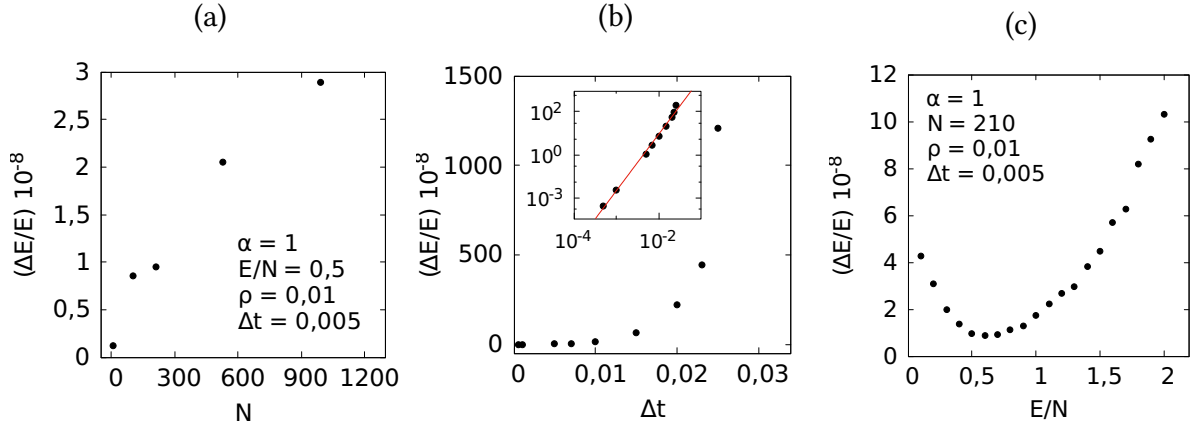 (a)
(ΔE/E) 10⁻⁸
3
2,5
2
1,5
1
0,5
0
α = 1
E/N = 0,5
ρ = 0,01
Δt = 0,005
0 300 600 900 1200
N
(b)
(ΔE/E) 10⁻⁸
1500
1000
500
0
10²
10⁰
10⁻³
10⁻⁴ 10⁻²
0 0,01 0,02 0,03
Δt
(c)
(ΔE/E) 10⁻⁸
12
10
8
6
4
2
0
α = 1
N = 210
ρ = 0,01
Δt = 0,005
0 0,5 1 1,5 2
E/N